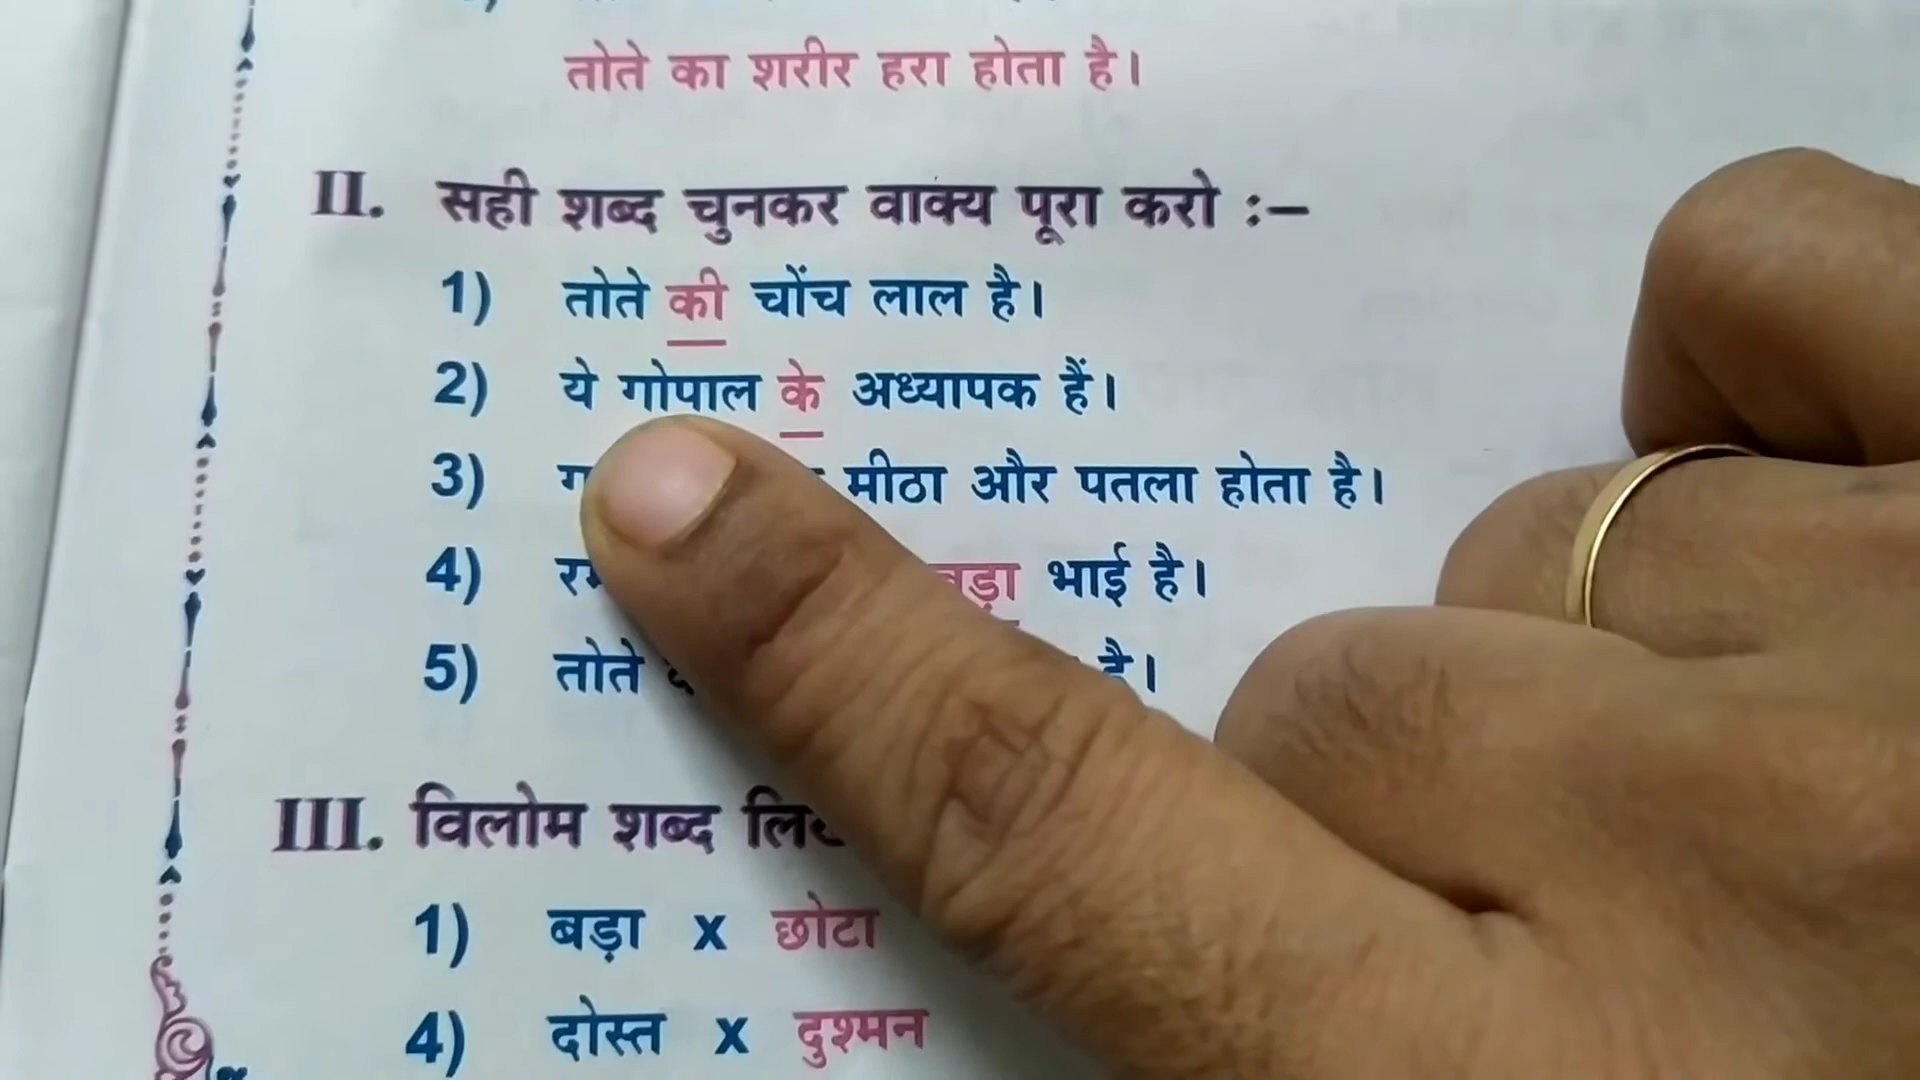 तोते का शरीर हरा होता है।
II. सही शब्द चुनकर वाक्य पूरा करो :–
1) तोते की चोंच लाल है।
2) ये गोपाल के अध्यापक हैं।
3) मीठा और पतला होता है।
4) भाई है।
5) तोते है।
III. विलोम शब्द
1) बड़ा x छोटा
4) दोस्त x दुश्मन